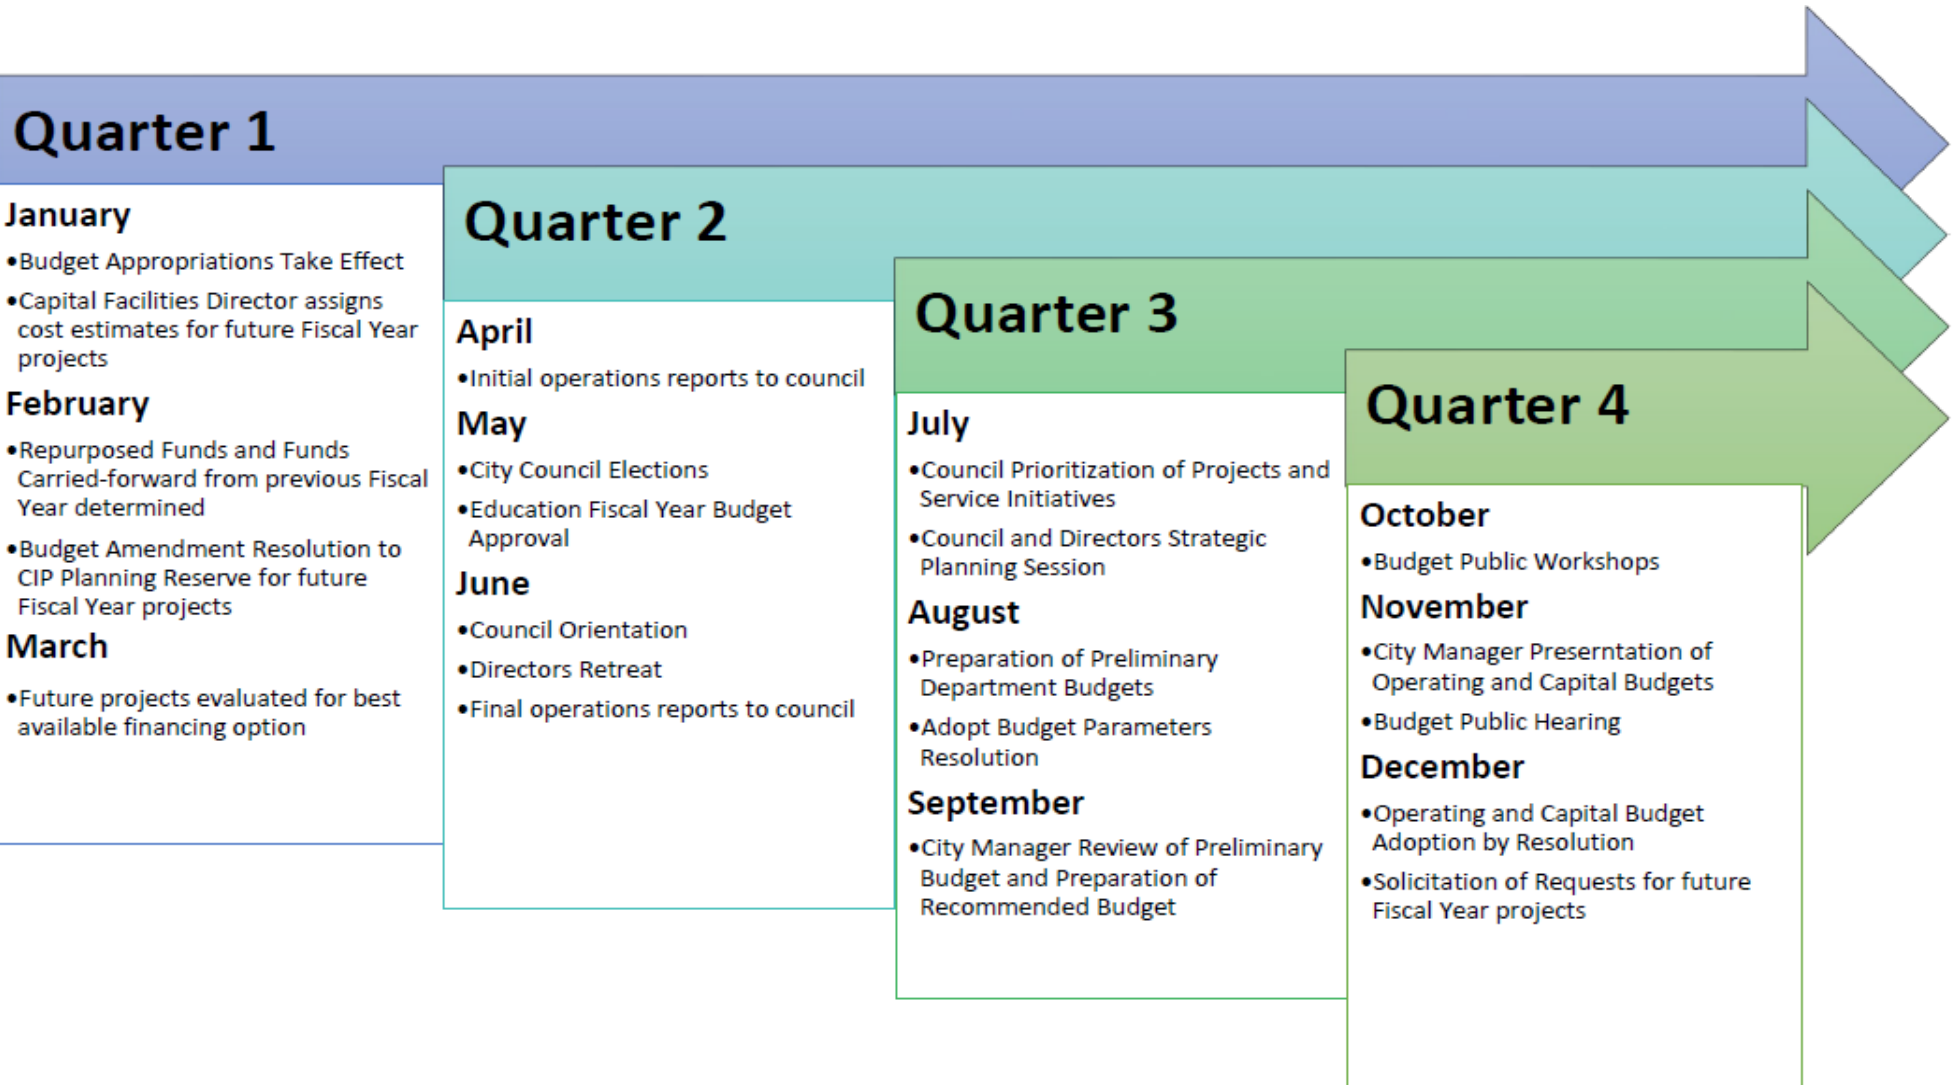 Quarter 1
January
•Budget Appropriations Take Effect
•Capital Facilities Director assigns
cost estimates for future Fiscal Year
projects
February
•Repurposed Funds and Funds
Carried-forward from previous Fiscal
Year determined
•Budget Amendment Resolution to
CIP Planning Reserve for future
Fiscal Year projects
March
•Future projects evaluated for best
available financing option
Quarter 2
April
•Initial operations reports to council
May
•City Council Elections
•Education Fiscal Year Budget
Approval
June
•Council Orientation
•Directors Retreat
•Final operations reports to council
Quarter 3
July
•Council Prioritization of Projects and
Service Initiatives
•Council and Directors Strategic
Planning Session
August
•Preparation of Preliminary
Department Budgets
•Adopt Budget Parameters
Resolution
September
•City Manager Review of Preliminary
Budget and Preparation of
Recommended Budget
Quarter 4
October
•Budget Public Workshops
November
•City Manager Preserntation of
Operating and Capital Budgets
•Budget Public Hearing
December
•Operating and Capital Budget
Adoption by Resolution
•Solicitation of Requests for future
Fiscal Year projects